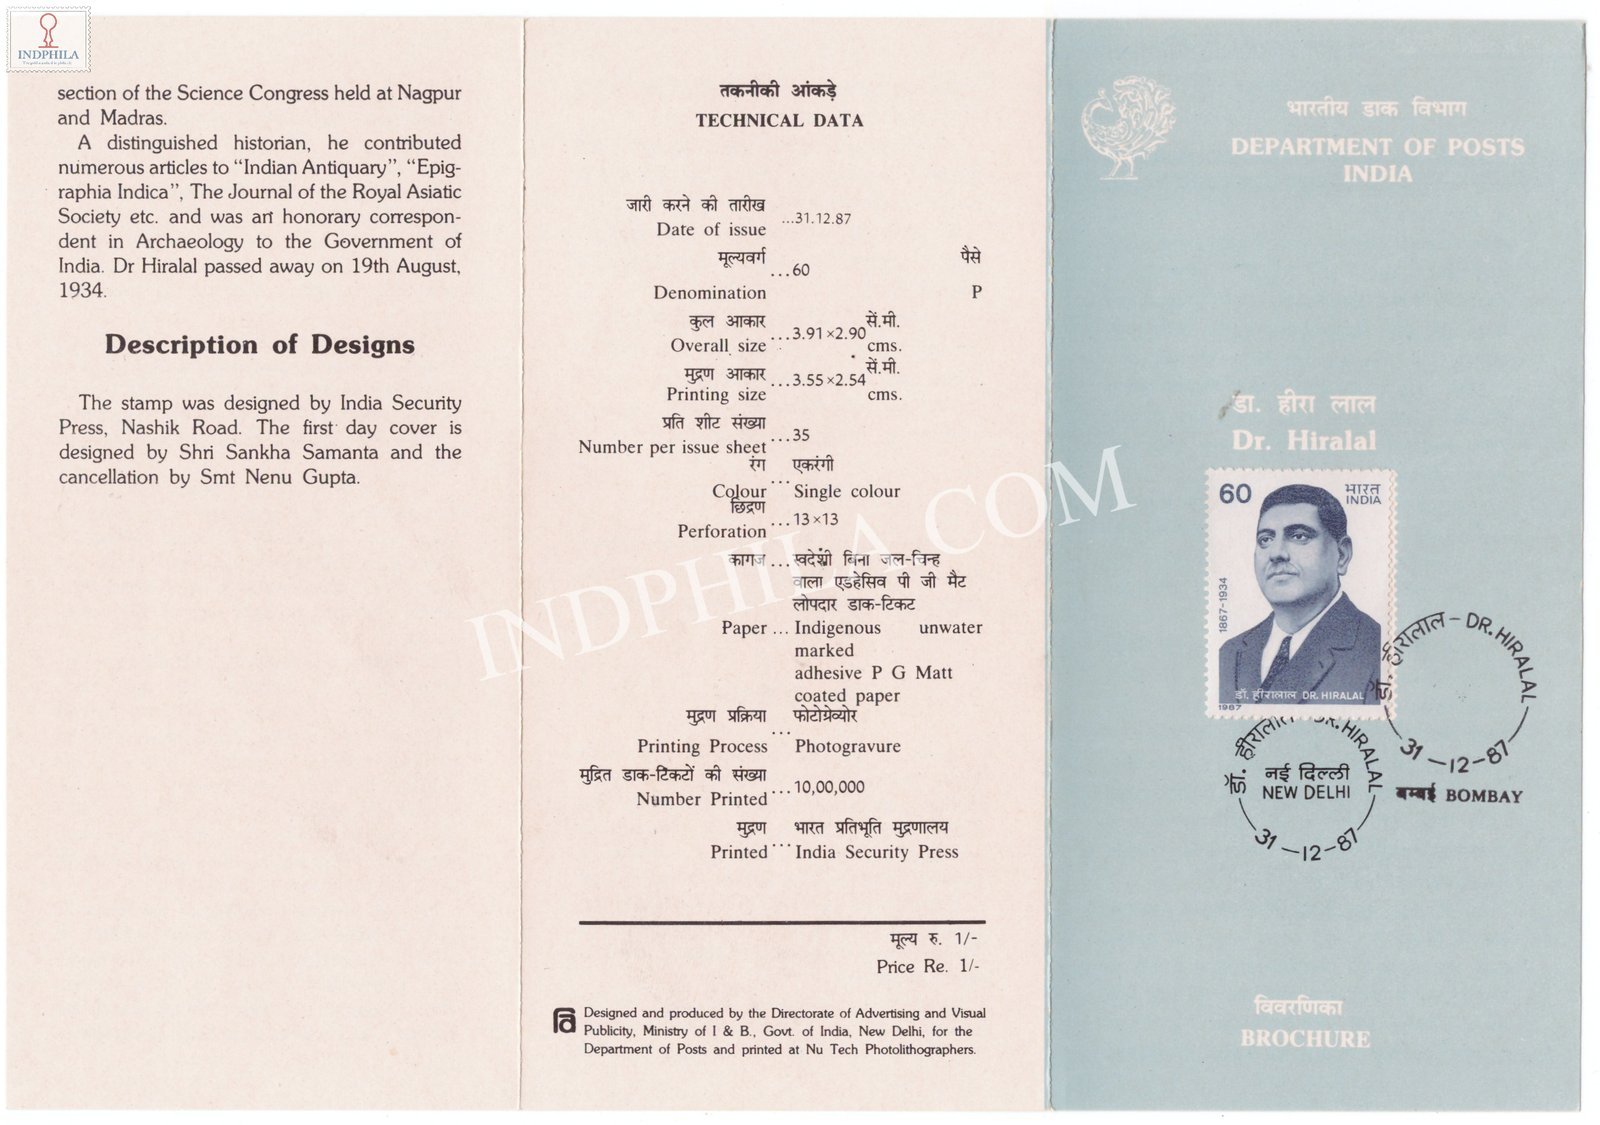 INDPHILA
section of the Science Congress held at Nagpur
and Madras.
A distinguished historian, he contributed
numerous articles to “Indian Antiquary”, “Epig-
raphia Indica”, The Journal of the Royal Asiatic
Society etc. and was an honorary correspon-
dent in Archaeology to the Government of
India. Dr Hiralal passed away on 19th August,
1934.
Description of Designs
The stamp was designed by India Security
Press, Nashik Road. The first day cover is
designed by Shri Sankha Samanta and the
cancellation by Smt Nenu Gupta.
तकनीकी आंकड़े
TECHNICAL DATA
जारी करने की तारीख
Date of issue ...31.12.87
मूल्यवर्ग ...60 पैसे
Denomination P
कुल आकार ...3.91×2.90 सें.मी.
Overall size cms.
मुद्रण आकार ...3.55×2.54 सें.मी.
Printing size cms.
प्रति शीट संख्या ...35
Number per issue sheet
रंग ... एकरंगी
Colour Single colour
छिद्रण ...13×13
Perforation
कागज ... स्वदेशी बिना जल-चिन्ह
वाला एडहेसिव पी जी मैट
लोपदार डाक-टिकट
Paper ... Indigenous unwater
marked
adhesive P G Matt
coated paper
मुद्रण प्रक्रिया ... फोटोग्रेव्योर
Printing Process Photogravure
मुद्रित डाक-टिकटों की संख्या ...10,00,000
Number Printed
मुद्रण ... भारत प्रतिभूति मुद्रणालय
Printed India Security Press
मूल्य रु. 1/-
Price Re. 1/-
Designed and produced by the Directorate of Advertising and Visual
Publicity, Ministry of I & B., Govt. of India, New Delhi, for the
Department of Posts and printed at Nu Tech Photolithographers.
भारतीय डाक विभाग
DEPARTMENT OF POSTS
INDIA
डा. हीरा लाल
Dr. Hiralal
60 भारत
INDIA
1867-1934
डॉ. हीरालाल DR. HIRALAL
1987
डॉ. हीरालाल – DR. HIRALAL
31–12–87
बम्बई BOMBAY
डॉ. हीरालाल – DR. HIRALAL
नई दिल्ली
NEW DELHI
31–12–87
विवरणिका
BROCHURE
INDPHILA.COM